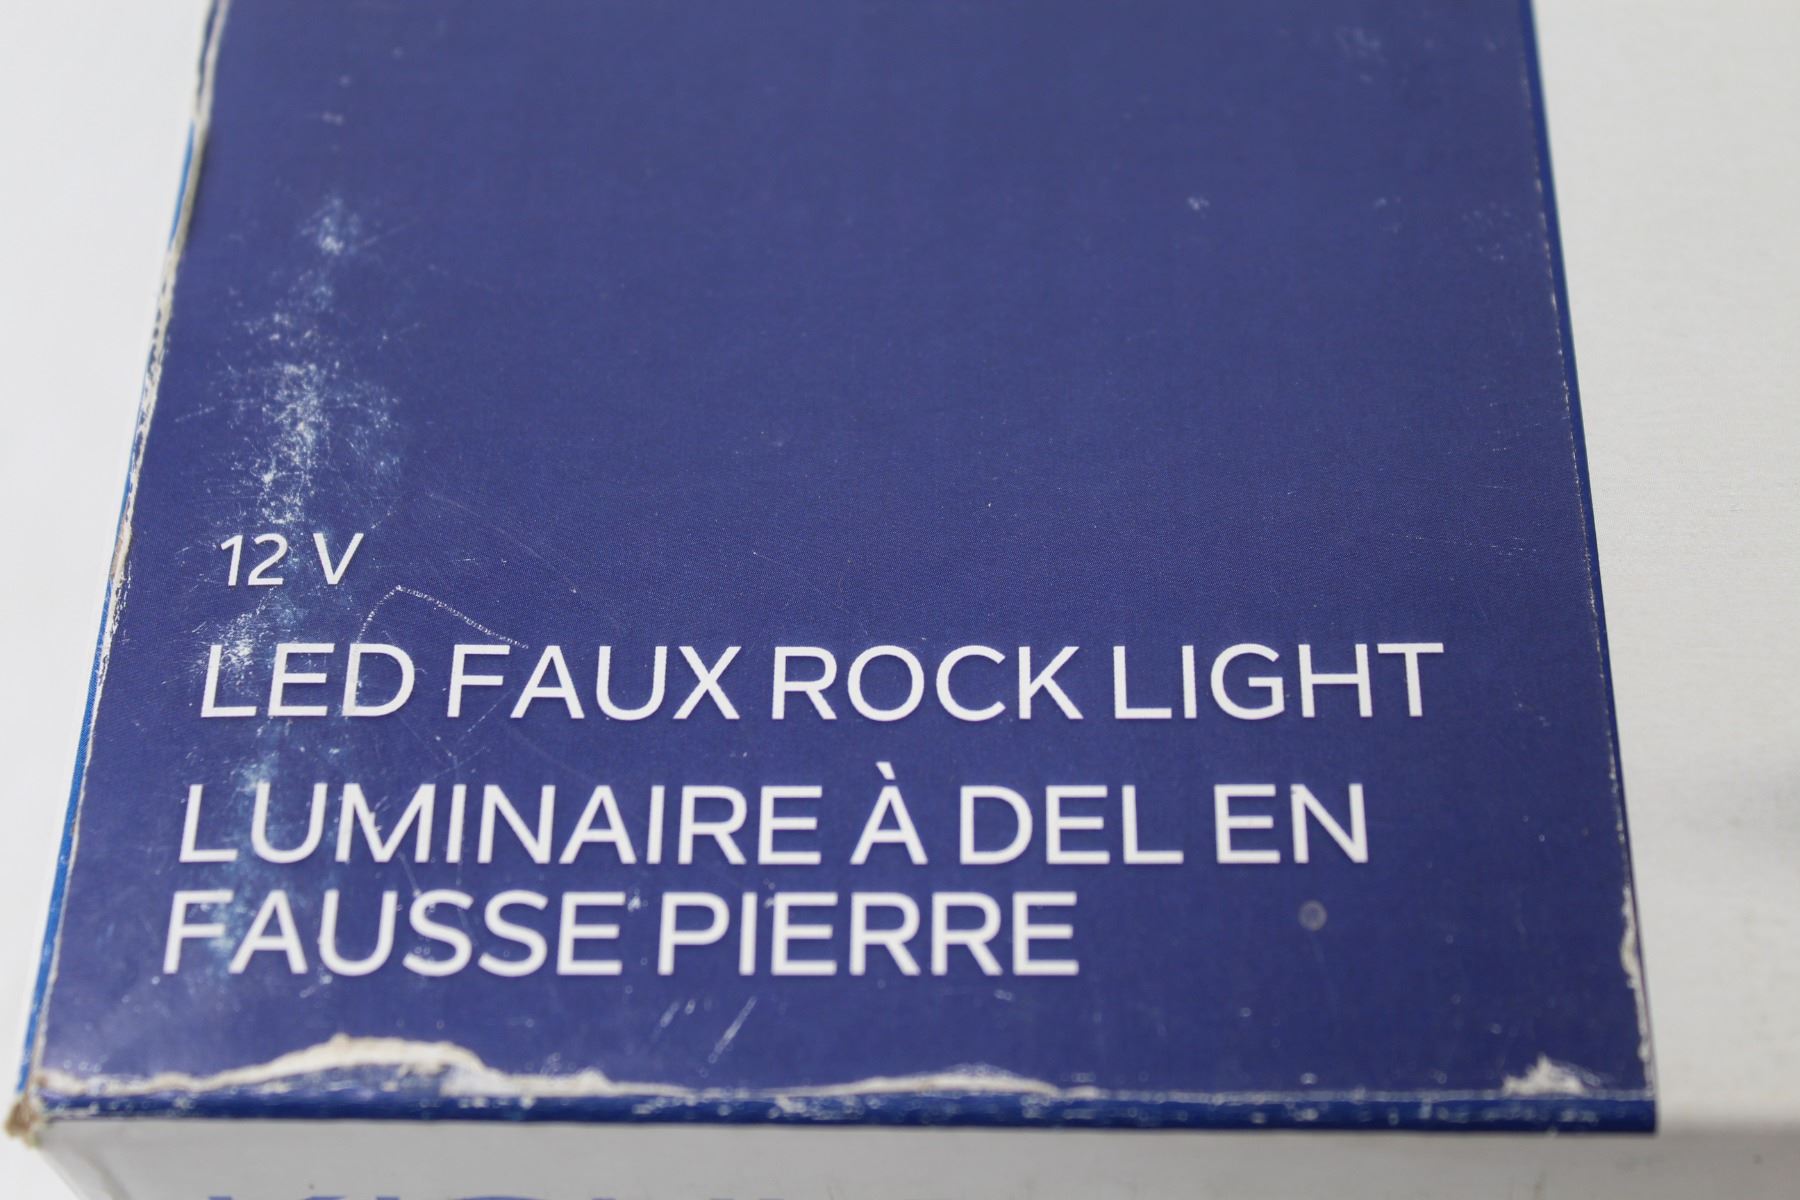 12 V
LED FAUX ROCK LIGHT
LUMINAIRE À DEL EN
FAUSSE PIERRE